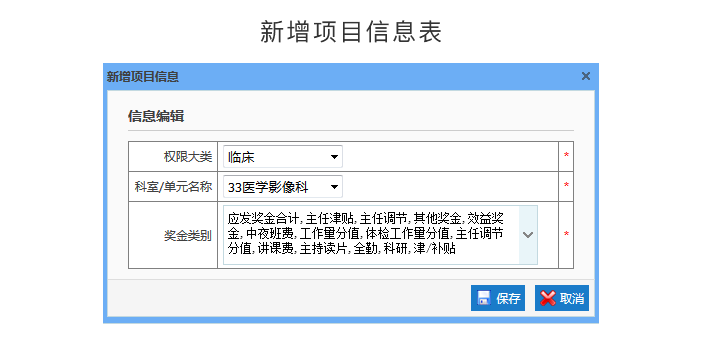 新增项目信息表
新增项目信息
信息编辑
权限大类 临床 *
科室/单元名称 33医学影像科 *
奖金类别 应发奖金合计, 主任津贴, 主任调节, 其他奖金, 效益奖
金, 中夜班费, 工作量分值, 体检工作量分值, 主任调节
分值, 讲课费, 主持读片, 全勤, 科研, 津/补贴 *
保存 取消